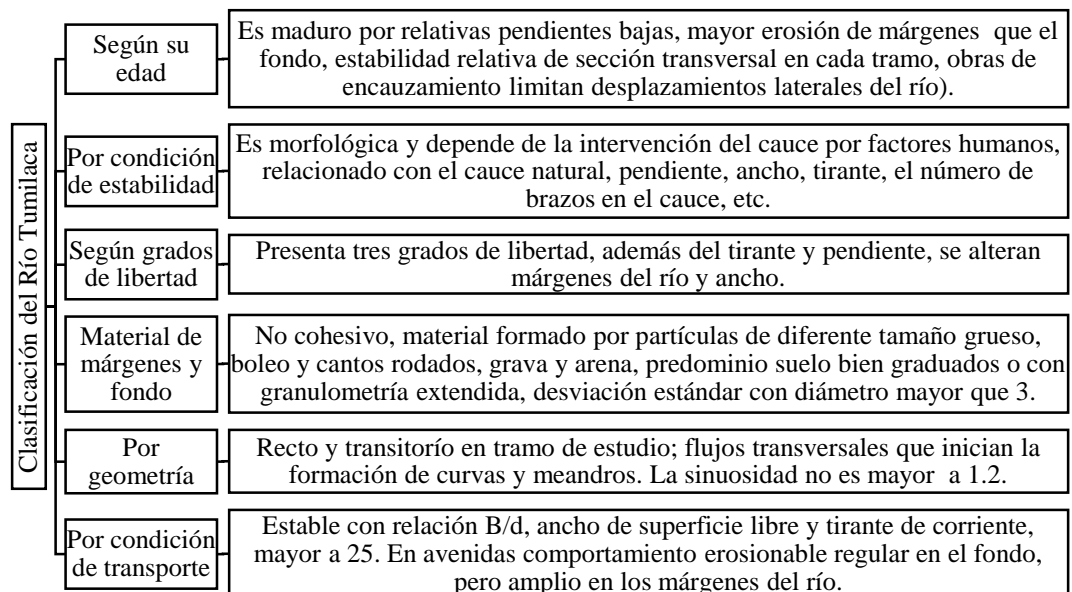 Clasificación del Río Tumilaca
Según su
edad
Es maduro por relativas pendientes bajas, mayor erosión de márgenes que el
fondo, estabilidad relativa de sección transversal en cada tramo, obras de
encauzamiento limitan desplazamientos laterales del río).
Por condición
de estabilidad
Es morfológica y depende de la intervención del cauce por factores humanos,
relacionado con el cauce natural, pendiente, ancho, tirante, el número de
brazos en el cauce, etc.
Según grados
de libertad
Presenta tres grados de libertad, además del tirante y pendiente, se alteran
márgenes del río y ancho.
Material de
márgenes y
fondo
No cohesivo, material formado por partículas de diferente tamaño grueso,
boleo y cantos rodados, grava y arena, predominio suelo bien graduados o con
granulometría extendida, desviación estándar con diámetro mayor que 3.
Por
geometría
Recto y transitorío en tramo de estudio; flujos transversales que inician la
formación de curvas y meandros. La sinuosidad no es mayor a 1.2.
Por condición
de transporte
Estable con relación B/d, ancho de superficie libre y tirante de corriente,
mayor a 25. En avenidas comportamiento erosionable regular en el fondo,
pero amplio en los márgenes del río.